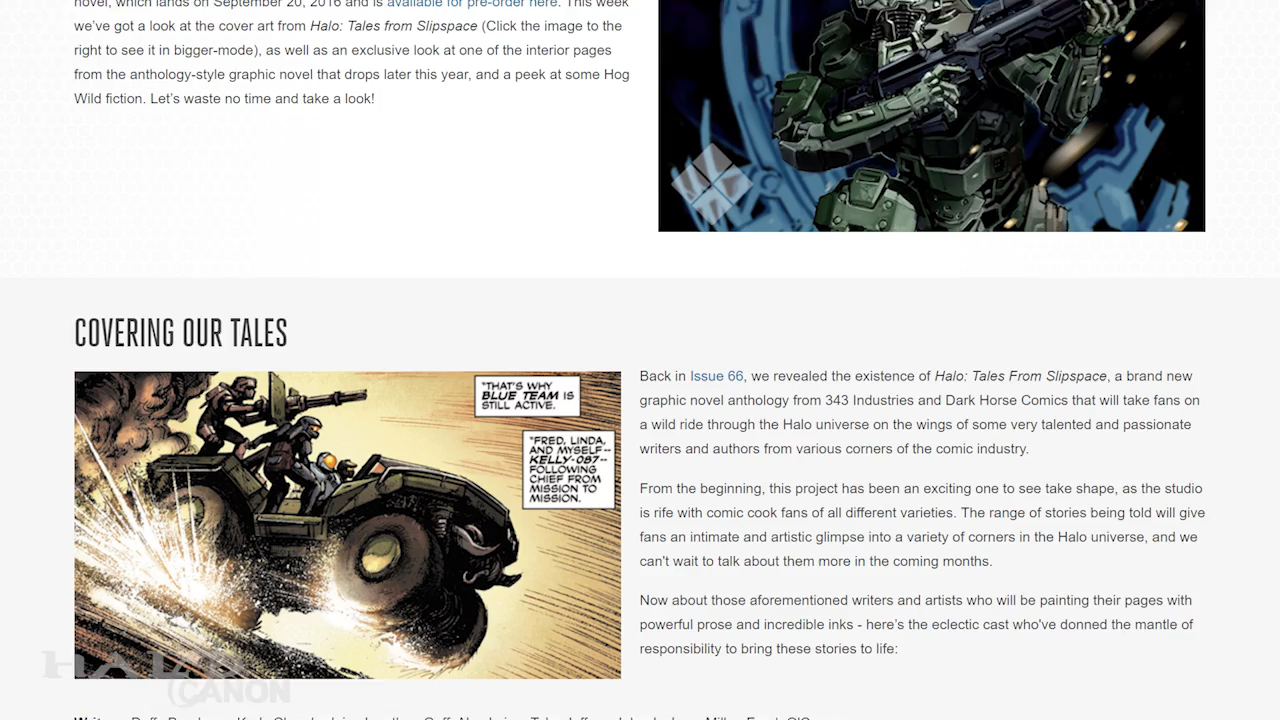 novel, which lands on September 20, 2016 and is available for pre-order here. This week
we've got a look at the cover art from Halo: Tales from Slipspace (Click the image to the
right to see it in bigger-mode), as well as an exclusive look at one of the interior pages
from the anthology-style graphic novel that drops later this year, and a peek at some Hog
Wild fiction. Let's waste no time and take a look!
COVERING OUR TALES
"THAT'S WHY
BLUE TEAM IS
STILL ACTIVE.
"FRED, LINDA,
AND MYSELF--
KELLY-087--
FOLLOWING
CHIEF FROM
MISSION TO
MISSION.
Back in Issue 66, we revealed the existence of Halo: Tales From Slipspace, a brand new
graphic novel anthology from 343 Industries and Dark Horse Comics that will take fans on
a wild ride through the Halo universe on the wings of some very talented and passionate
writers and authors from various corners of the comic industry.
From the beginning, this project has been an exciting one to see take shape, as the studio
is rife with comic cook fans of all different varieties. The range of stories being told will give
fans an intimate and artistic glimpse into a variety of corners in the Halo universe, and we
can't wait to talk about them more in the coming months.
Now about those aforementioned writers and artists who will be painting their pages with
powerful prose and incredible inks - here's the eclectic cast who've donned the mantle of
responsibility to bring these stories to life:
HALO
CANON